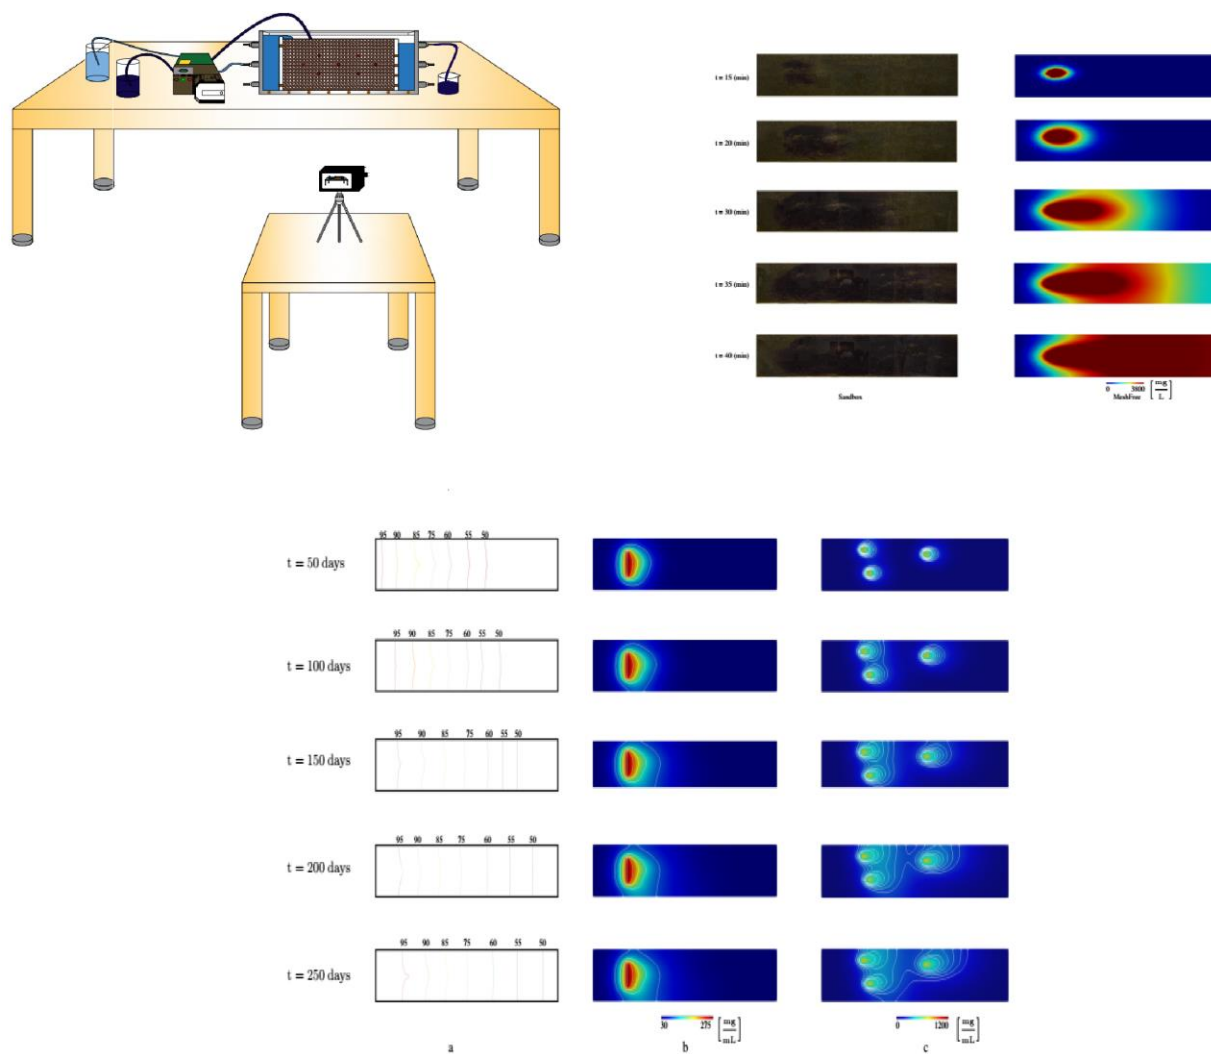 t = 15 (min)
t = 20 (min)
t = 30 (min)
t = 35 (min)
t = 40 (min)
0 3800 [mg/L]
Sandbox MeshFree
95 90 85 75 60 55 50
t = 50 days
95 90 85 75 60 55 50
t = 100 days
95 90 85 75 60 55 50
t = 150 days
95 90 85 75 60 55 50
t = 200 days
95 90 85 75 60 55 50
t = 250 days
30 275 [mg/mL] 0 1200 [mg/mL]
a b c